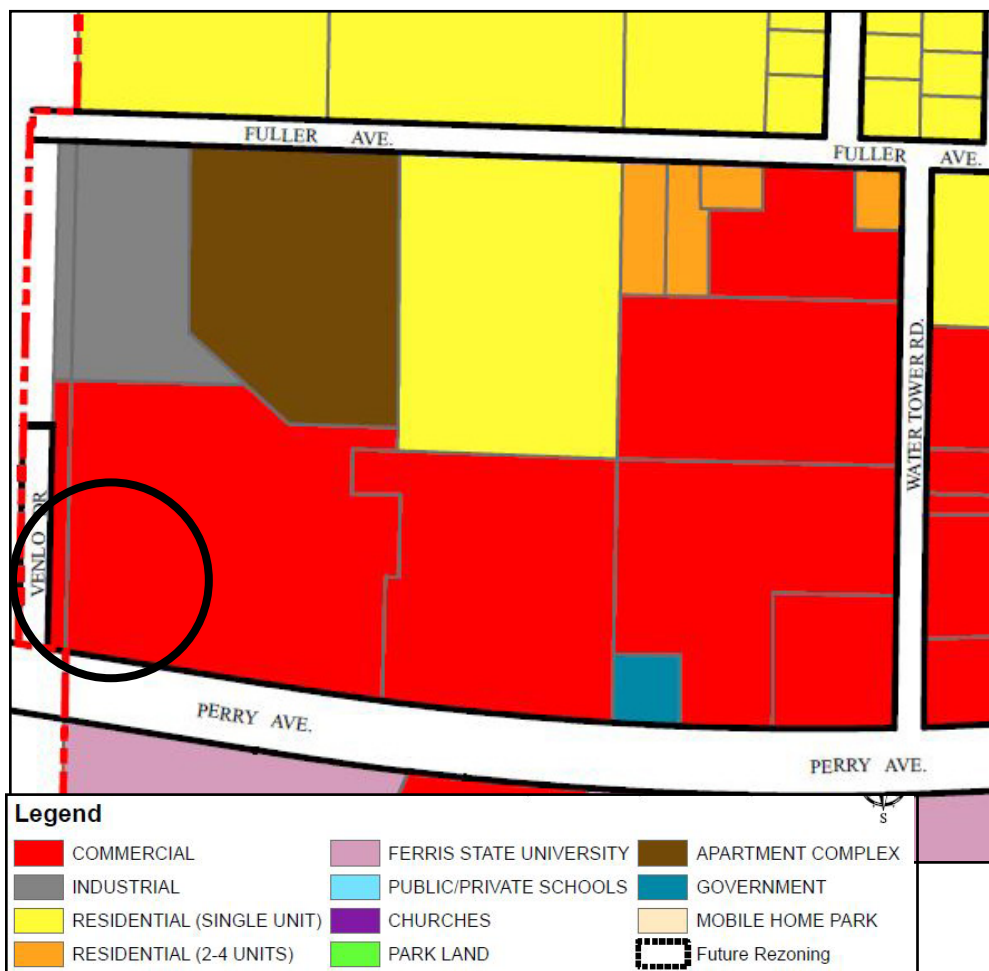 FULLER AVE.
FULLER AVE.
WATER TOWER RD.
VENLO DR
PERRY AVE.
PERRY AVE.
S
Legend
COMMERCIAL
INDUSTRIAL
RESIDENTIAL (SINGLE UNIT)
RESIDENTIAL (2-4 UNITS)
FERRIS STATE UNIVERSITY
PUBLIC/PRIVATE SCHOOLS
CHURCHES
PARK LAND
APARTMENT COMPLEX
GOVERNMENT
MOBILE HOME PARK
Future Rezoning